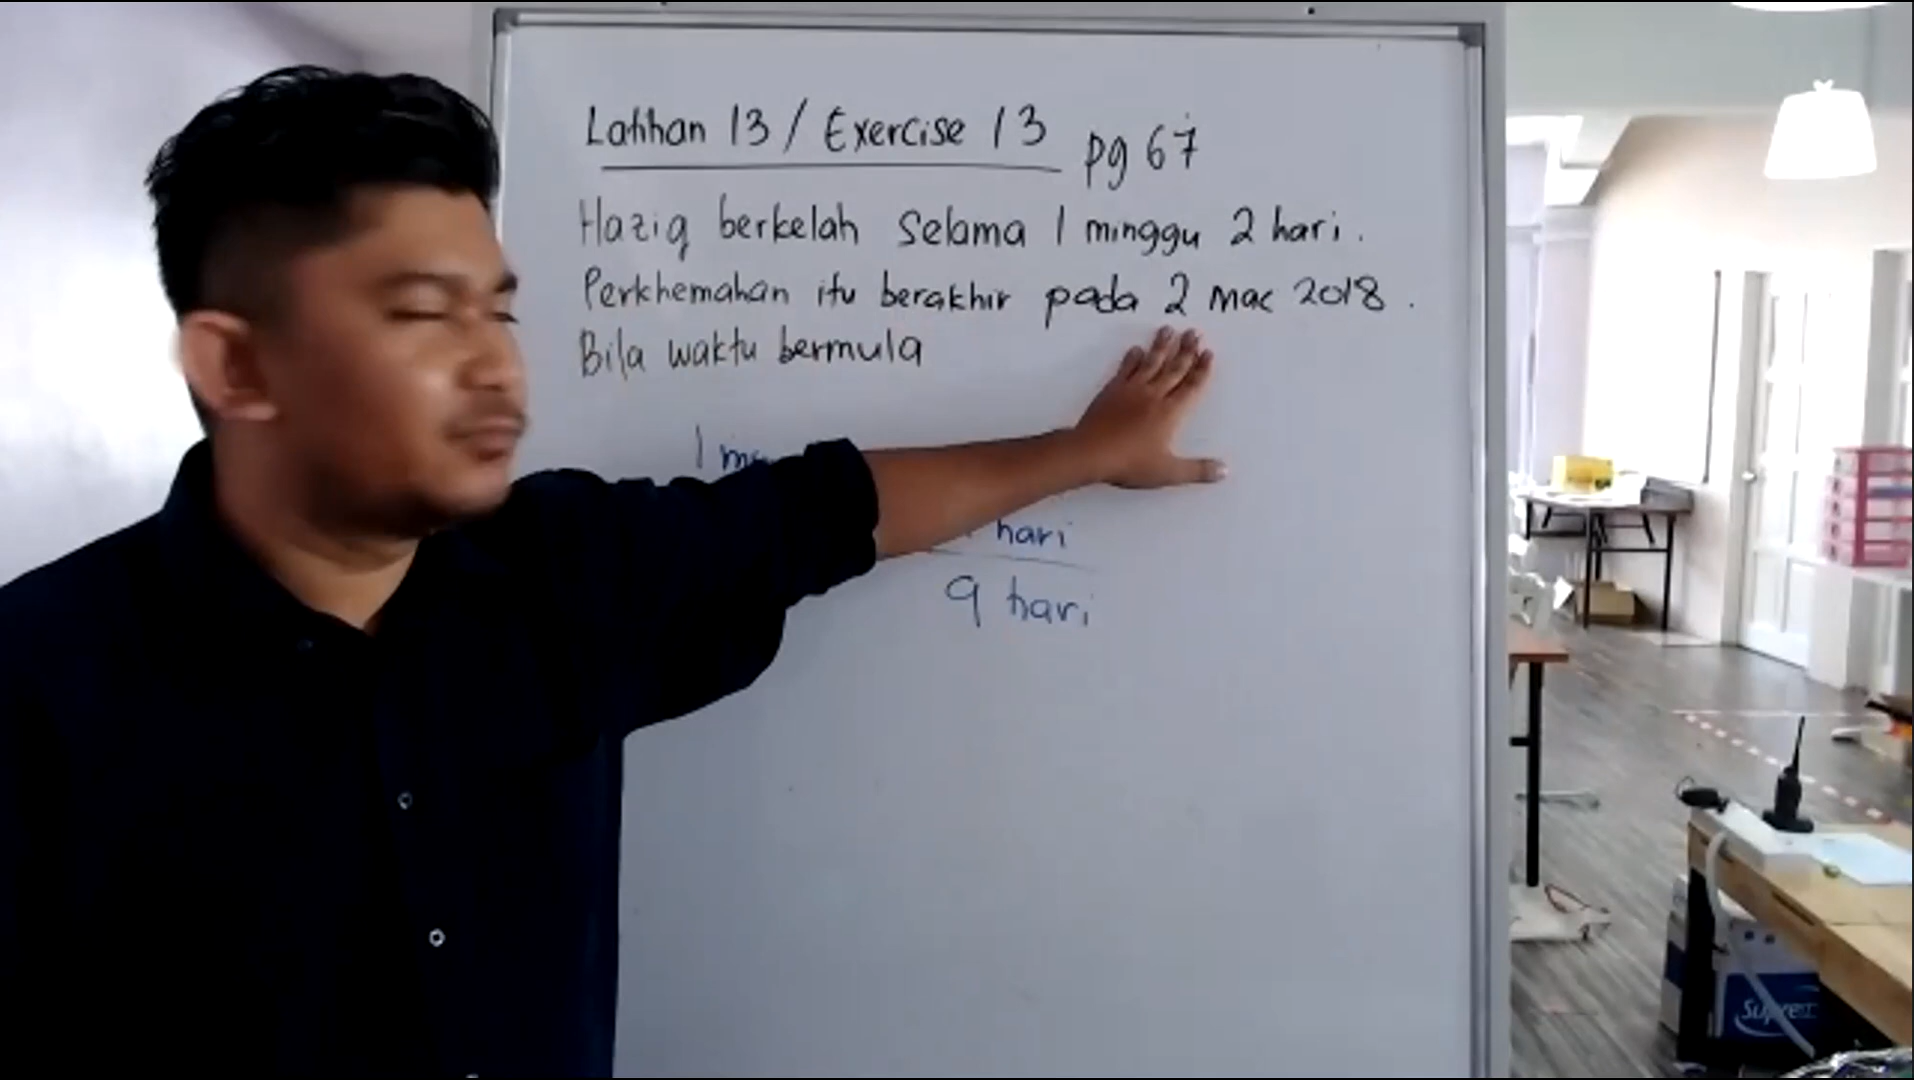 Latihan 13 / Exercise 13 pg 67
Haziq berkelah selama 1 minggu 2 hari.
Perkhemahan itu berakhir pada 2 Mac 2018.
Bila waktu bermula
1
hari
9 hari